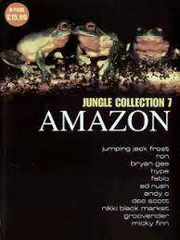 8-PACK
£15.99
JUNGLE COLLECTION 7
AMAZON
jumping jack frost
ron
bryan gee
hype
fabio
ed rush
andy c
doc scott
nikki black market
grooverider
micky finn